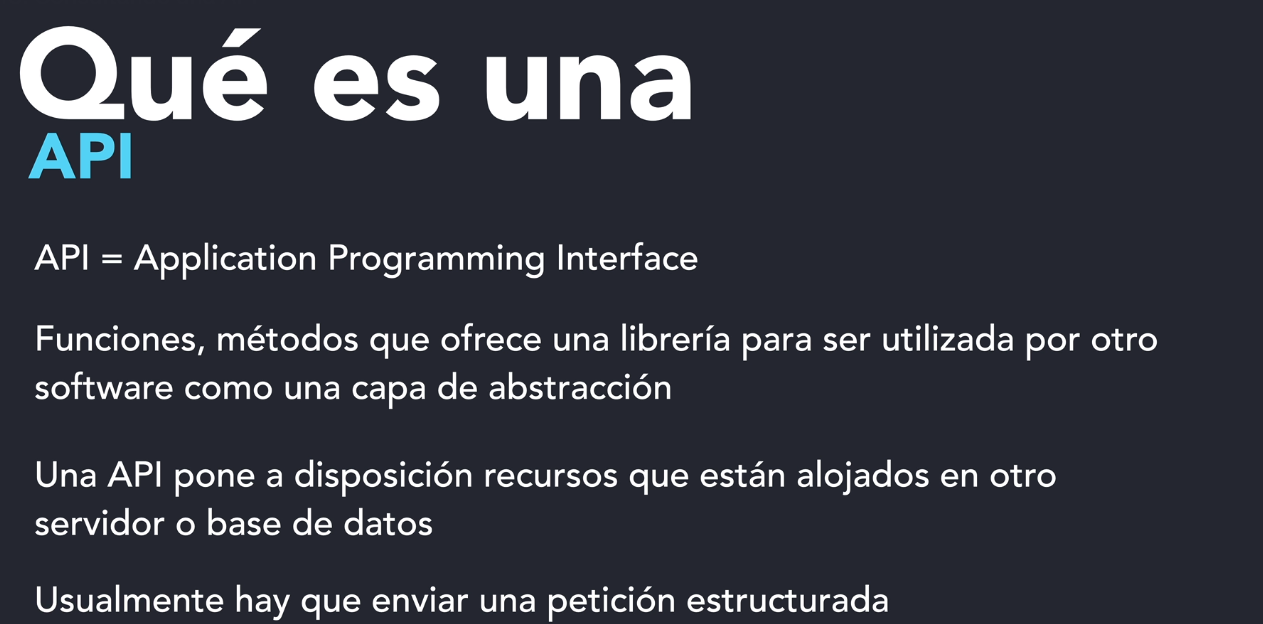 Qué es una
API
API = Application Programming Interface
Funciones, métodos que ofrece una librería para ser utilizada por otro
software como una capa de abstracción
Una API pone a disposición recursos que están alojados en otro
servidor o base de datos
Usualmente hay que enviar una petición estructurada